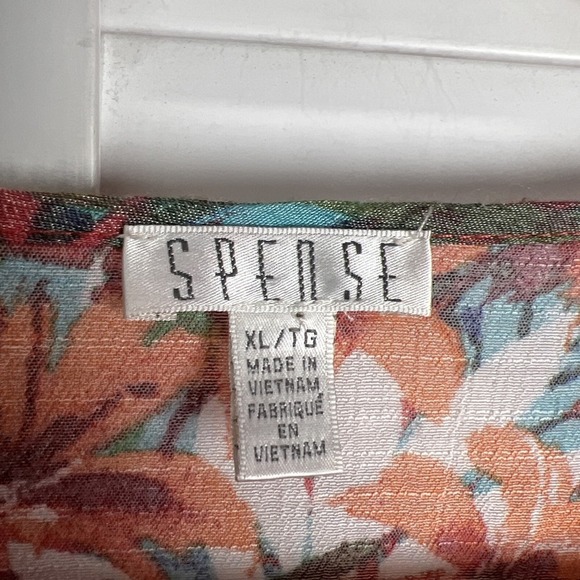 SPENSE
XL/TG
MADE IN
VIETNAM
FABRIQUÉ
EN
VIETNAM